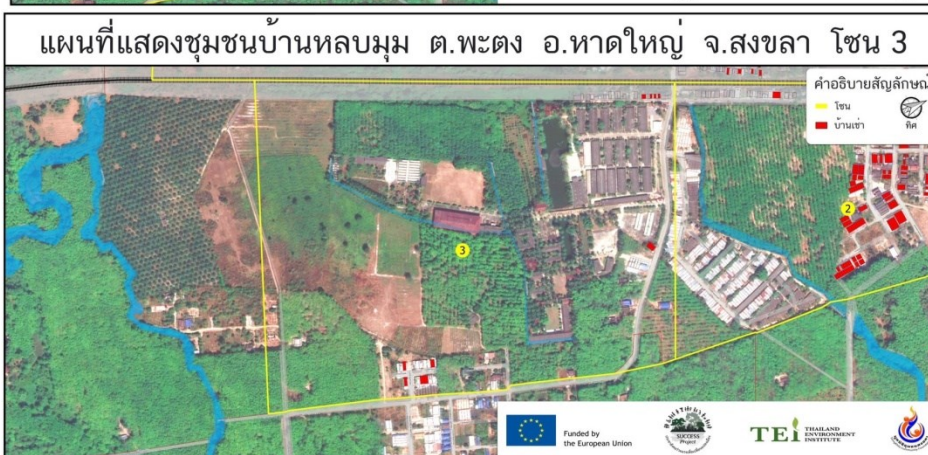 แผนที่แสดงชุมชนบ้านหลบมุม ต.พะตง อ.หาดใหญ่ จ.สงขลา โซน 3
คำอธิบายสัญลักษณ์
โซน
บ้านเช่า
ทิศ
2
3
Funded by
the European Union
SUCCESS
Project
TEI THAILAND
ENVIRONMENT
INSTITUTE